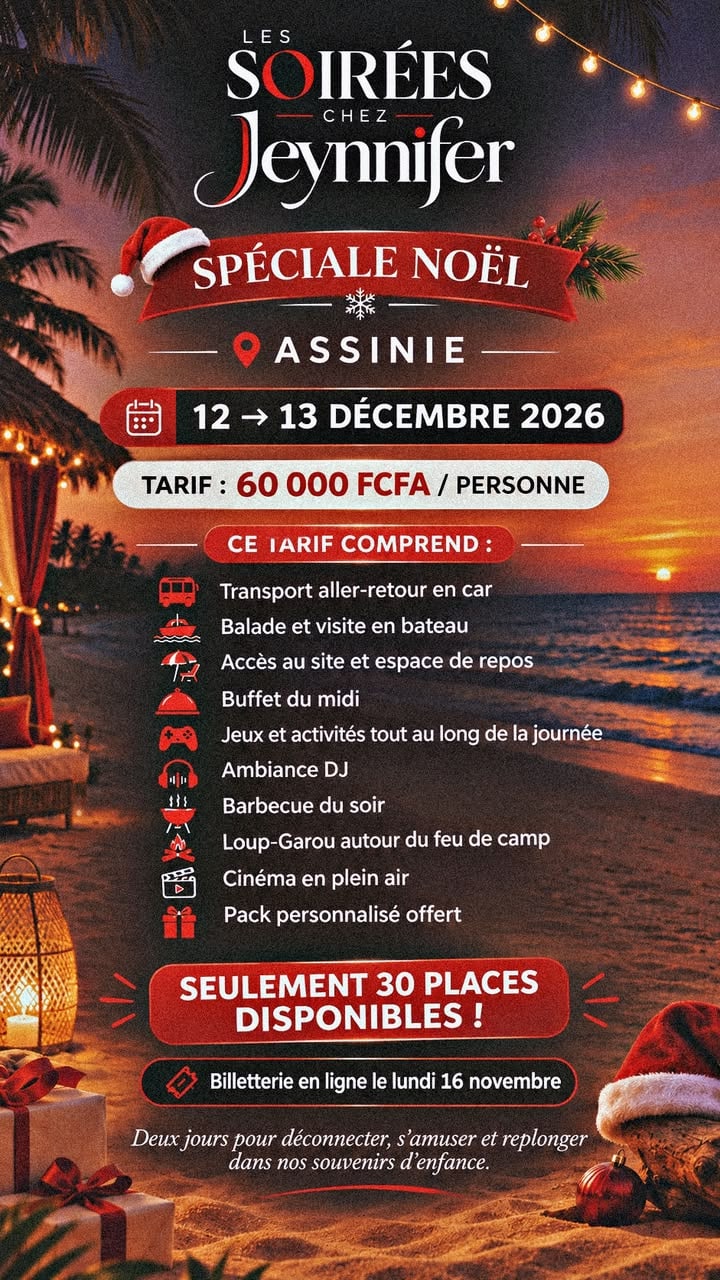 LES
SOIRÉES
CHEZ
Jeynnifer
SPÉCIALE NOËL
ASSINIE
12 → 13 DÉCEMBRE 2026
TARIF : 60 000 FCFA / PERSONNE
CE TARIF COMPREND :
Transport aller-retour en car
Balade et visite en bateau
Accès au site et espace de repos
Buffet du midi
Jeux et activités tout au long de la journée
Ambiance DJ
Barbecue du soir
Loup-Garou autour du feu de camp
Cinéma en plein air
Pack personnalisé offert
SEULEMENT 30 PLACES
DISPONIBLES !
Billetterie en ligne le lundi 16 novembre
Deux jours pour déconnecter, s'amuser et replonger
dans nos souvenirs d'enfance.